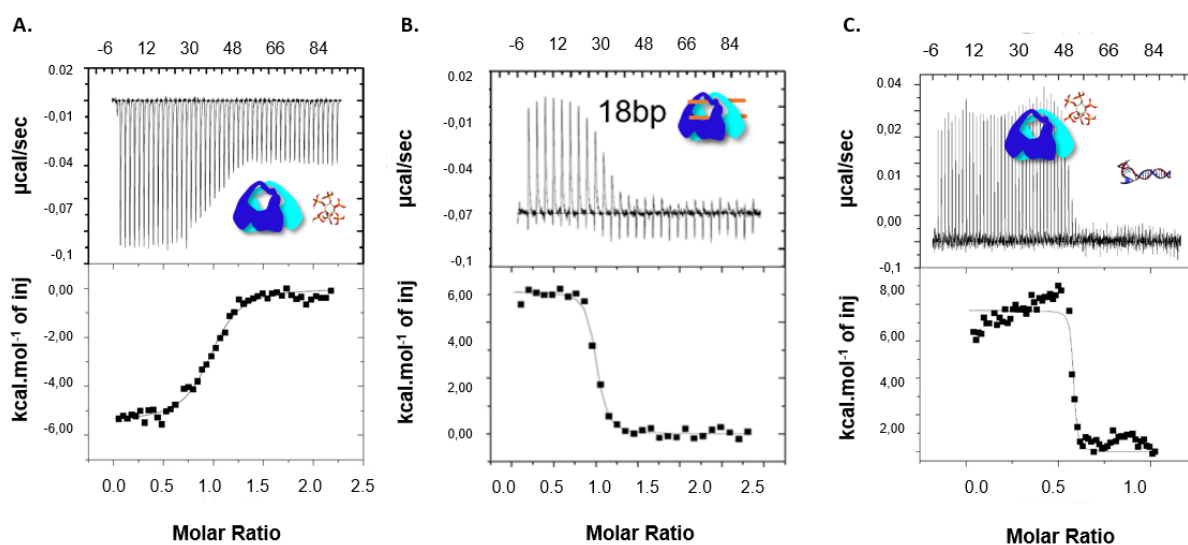 A.
-6 12 30 48 66 84
0.02
-0,01
-0.04
-0,07
-0,1
µcal/sec
0,00
-2,00
-4,00
-6,00
kcal.mol⁻¹ of inj
0.0 0.5 1.0 1.5 2.0 2.5
Molar Ratio
B.
-6 12 30 48 66 84
0.02
-0,01
-0.04
-0,07
-0,1
µcal/sec
18bp
6,00
4,00
2,00
0,00
kcal.mol⁻¹ of inj
0.0 0.5 1.0 1.5 2.0 2.5
Molar Ratio
C.
-6 12 30 48 66 84
0.04
0,02
0.01
0,00
-0,1
µcal/sec
8,00
6,00
4,00
2,00
kcal.mol⁻¹ of inj
0.0 0.5 1.0
Molar Ratio